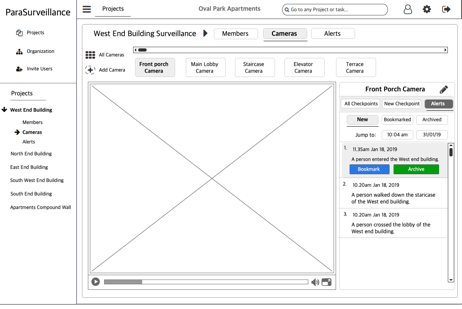 ParaSurveillance
Projects
Organization
Invite Users
Projects
West End Building
Members
Cameras
Alerts
North End Building
East End Building
South West End Building
South End Building
Apartments Compound Wall
Projects
Oval Park Apartments
Go to any Project or task...
West End Building Surveillance
Members
Cameras
Alerts
All Cameras
Add Camera
Front porch
Camera
Main Lobby
Camera
Staircase
Camera
Elevator
Camera
Terrace
Camera
Front Porch Camera
All Checkpoints
New Checkpoint
Alerts
New
Bookmarked
Archived
Jump to:
10:04 am
31/01/19
1. 11.35am Jan 18, 2019
A person entered the West end building.
Bookmark
Archive
2. 10.20am Jan 18, 2019
A person walked down the staricase
of the West end building.
3. 10.20am Jan 18, 2019
A person crossed the lobby of the
West end building.